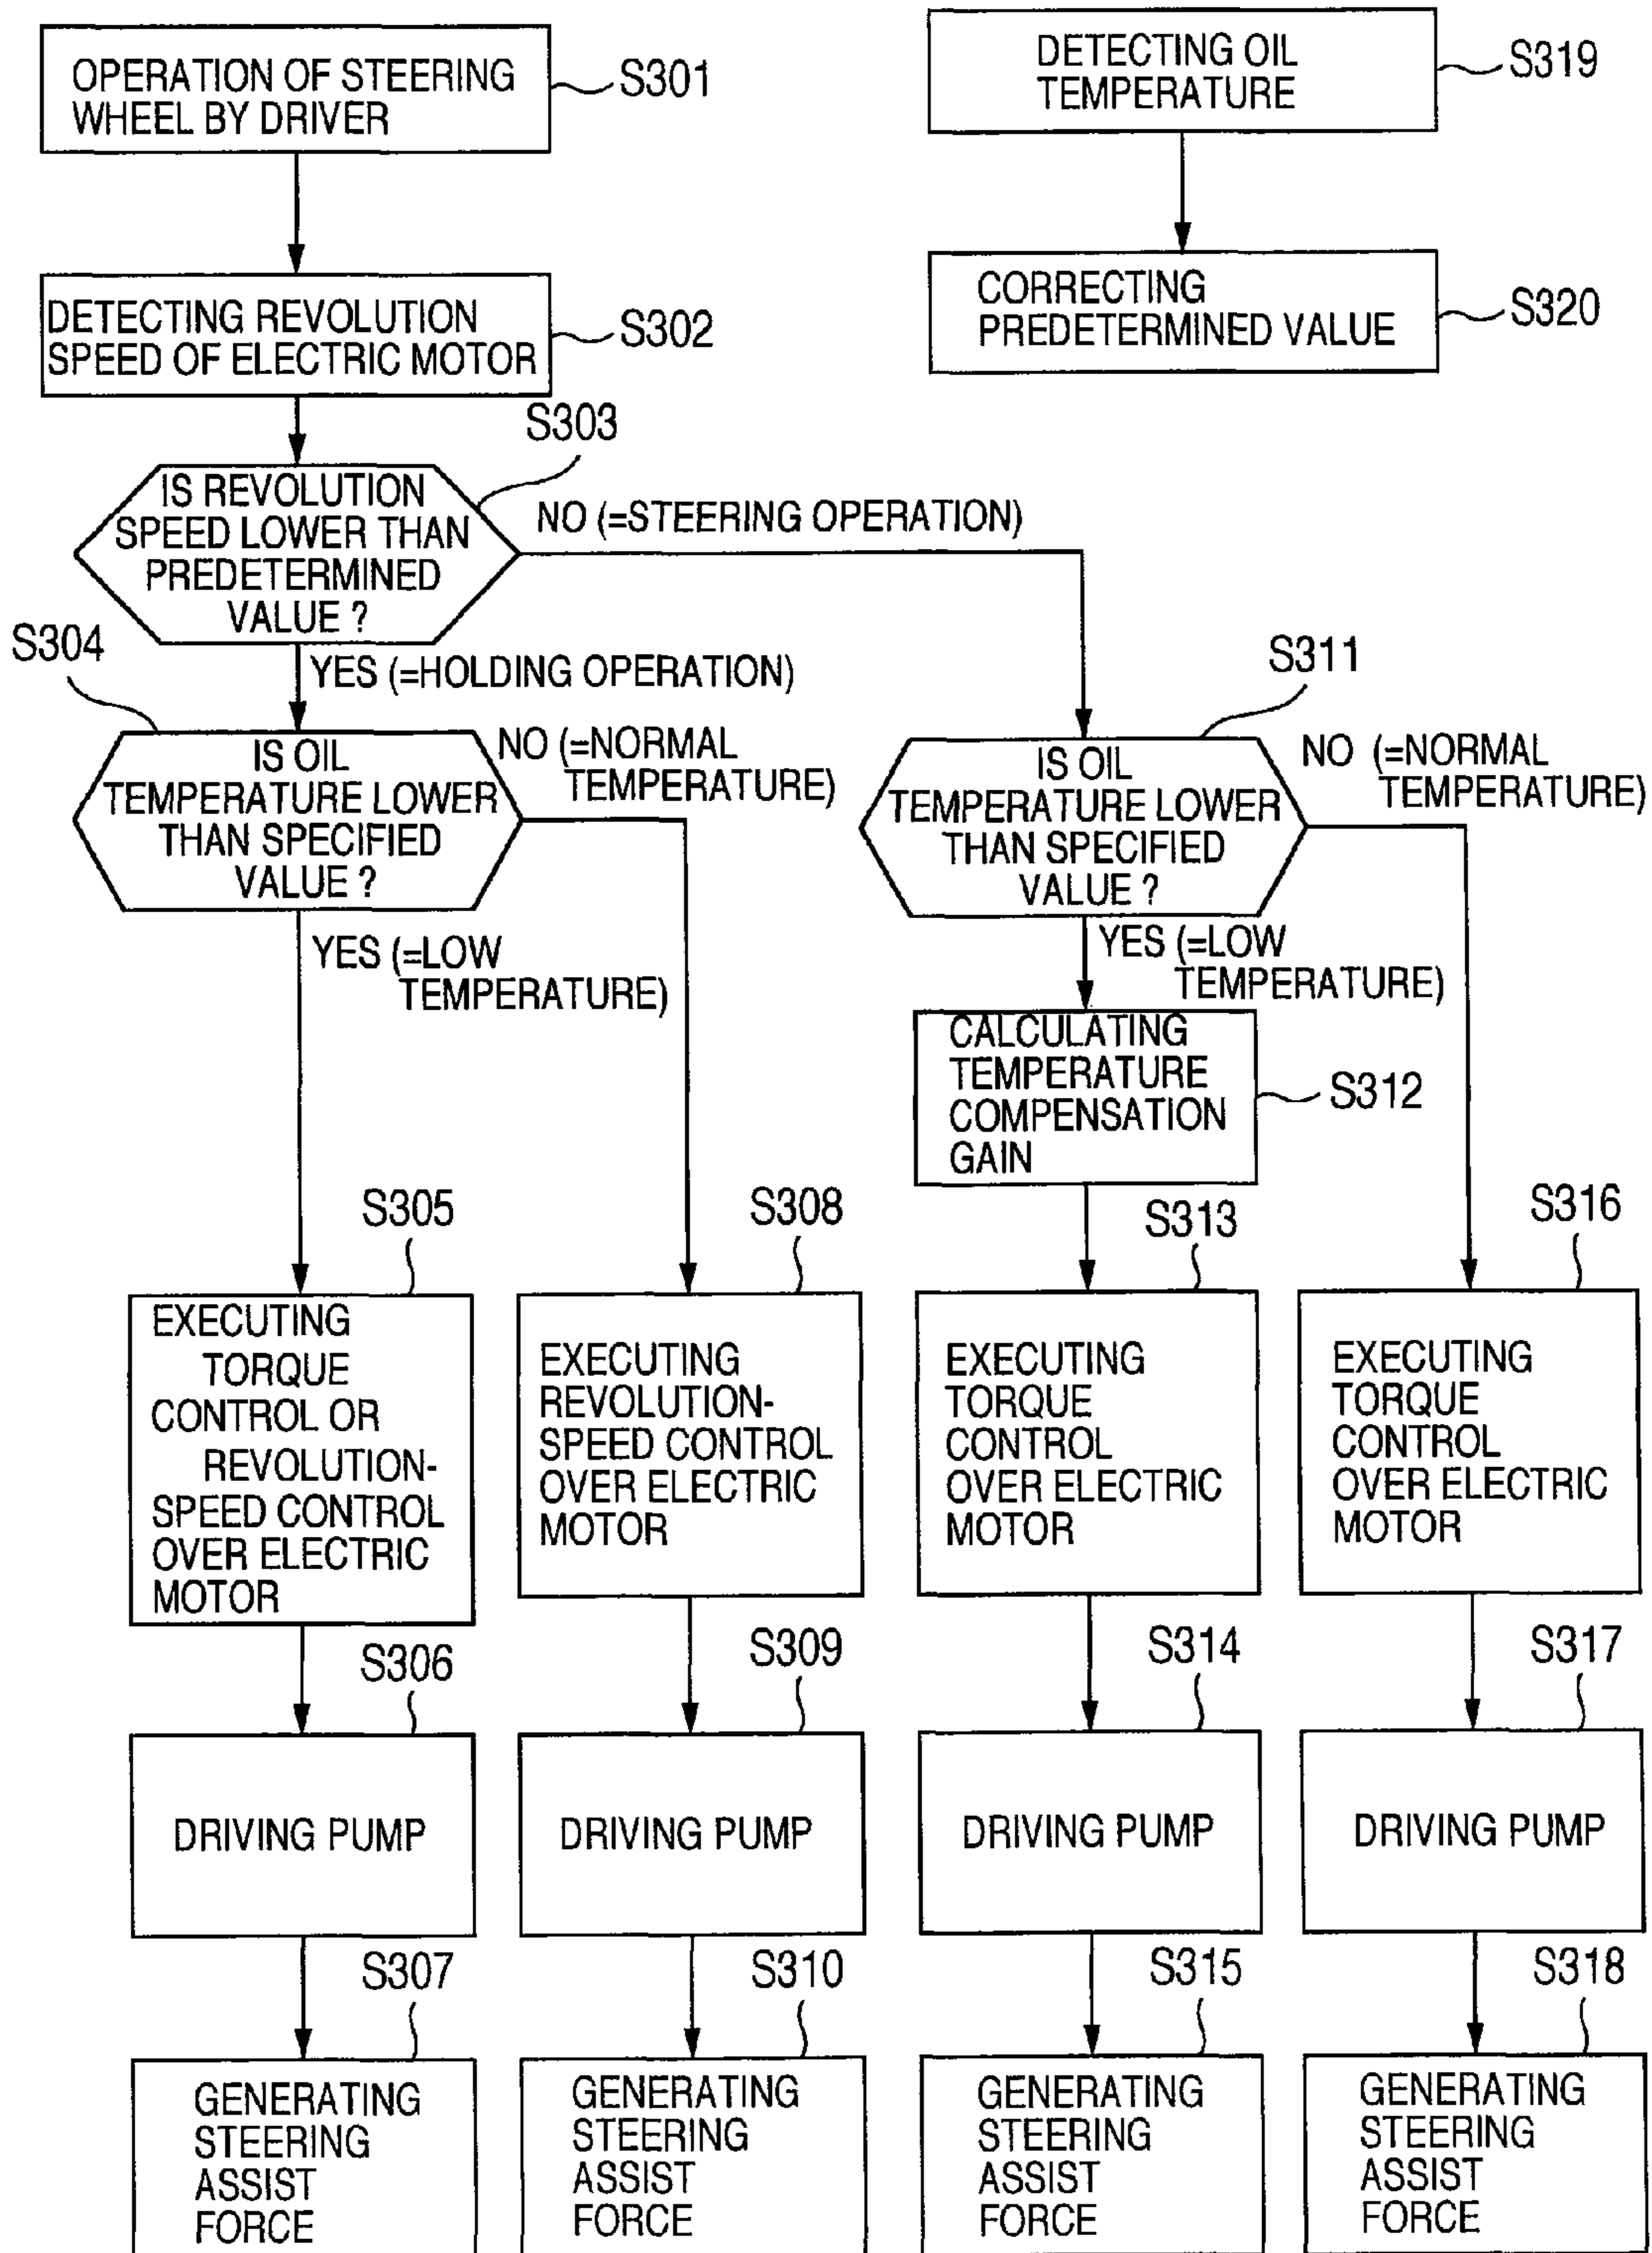 OPERATION OF STEERING
WHEEL BY DRIVER
S301
DETECTING OIL
TEMPERATURE
S319
DETECTING REVOLUTION
SPEED OF ELECTRIC MOTOR
S302
CORRECTING
PREDETERMINED VALUE
S320
S303
IS REVOLUTION
SPEED LOWER THAN
PREDETERMINED
VALUE ?
NO (=STEERING OPERATION)
YES (=HOLDING OPERATION)
S304
IS OIL
TEMPERATURE LOWER
THAN SPECIFIED
VALUE ?
NO (=NORMAL
TEMPERATURE)
YES (=LOW
TEMPERATURE)
S311
IS OIL
TEMPERATURE LOWER
THAN SPECIFIED
VALUE ?
NO (=NORMAL
TEMPERATURE)
YES (=LOW
TEMPERATURE)
CALCULATING
TEMPERATURE
COMPENSATION
GAIN
S312
S305
EXECUTING
TORQUE
CONTROL OR
REVOLUTION-
SPEED CONTROL
OVER ELECTRIC
MOTOR
S308
EXECUTING
REVOLUTION-
SPEED CONTROL
OVER ELECTRIC
MOTOR
S313
EXECUTING
TORQUE
CONTROL
OVER ELECTRIC
MOTOR
S316
EXECUTING
TORQUE
CONTROL
OVER ELECTRIC
MOTOR
S306
DRIVING PUMP
S309
DRIVING PUMP
S314
DRIVING PUMP
S317
DRIVING PUMP
S307
GENERATING
STEERING
ASSIST
FORCE
S310
GENERATING
STEERING
ASSIST
FORCE
S315
GENERATING
STEERING
ASSIST
FORCE
S318
GENERATING
STEERING
ASSIST
FORCE